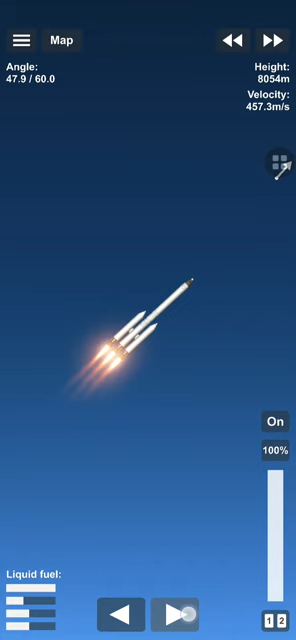 Map
Angle:
47.9 / 60.0
Height:
8054m
Velocity:
457.3m/s
On
100%
Liquid fuel:
1 2